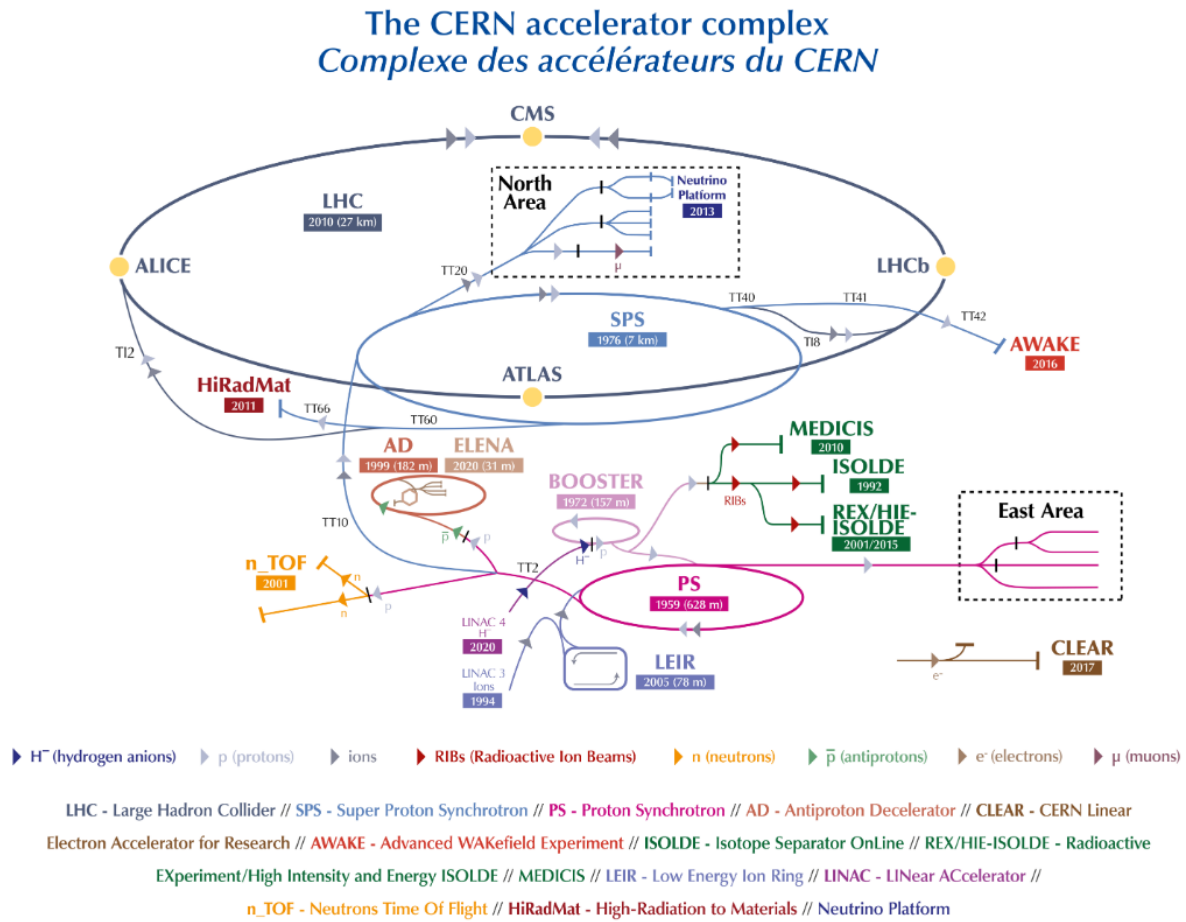 The CERN accelerator complex
Complexe des accélérateurs du CERN
CMS
North
Area
Neutrino
Platform
2013
LHC
2010 (27 km)
μ
ALICE
LHCb
TT20
TT40
TT41
TT42
SPS
1976 (7 km)
TI8
AWAKE
2016
TI2
ATLAS
HiRadMat
2011
TT66
TT60
AD
1999 (182 m)
ELENA
2020 (31 m)
MEDICIS
2010
BOOSTER
1972 (157 m)
ISOLDE
1992
RIBs
REX/HIE-
ISOLDE
2001/2015
East Area
TT10
p̅
p
H⁻
p
n_TOF
2001
n
n
p
TT2
PS
1959 (628 m)
LINAC 4
H⁻
2020
LINAC 3
Ions
1994
LEIR
2005 (78 m)
CLEAR
2017
e⁻
H⁻ (hydrogen anions)
p (protons)
ions
RIBs (Radioactive Ion Beams)
n (neutrons)
p̅ (antiprotons)
e⁻ (electrons)
μ (muons)
LHC - Large Hadron Collider // SPS - Super Proton Synchrotron // PS - Proton Synchrotron // AD - Antiproton Decelerator // CLEAR - CERN Linear
Electron Accelerator for Research // AWAKE - Advanced WAKefield Experiment // ISOLDE - Isotope Separator OnLine // REX/HIE-ISOLDE - Radioactive
EXperiment/High Intensity and Energy ISOLDE // MEDICIS // LEIR - Low Energy Ion Ring // LINAC - LINear ACcelerator //
n_TOF - Neutrons Time Of Flight // HiRadMat - High-Radiation to Materials // Neutrino Platform